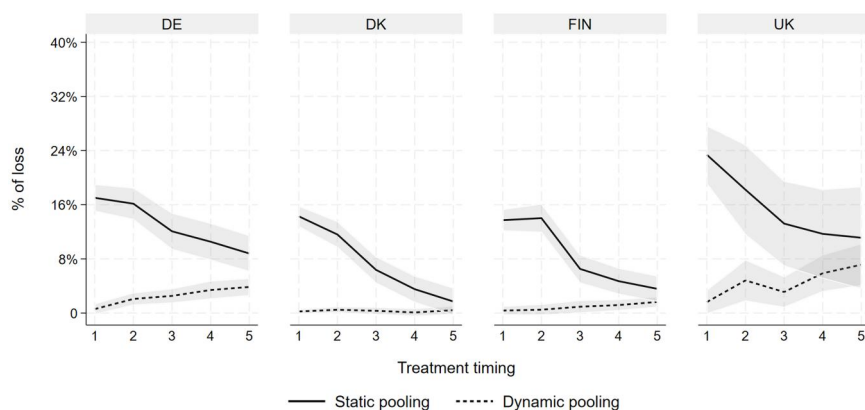 DE DK FIN UK
40%
32%
24%
16%
8%
0
% of loss
1 2 3 4 5 1 2 3 4 5 1 2 3 4 5 1 2 3 4 5
Treatment timing
Static pooling Dynamic pooling